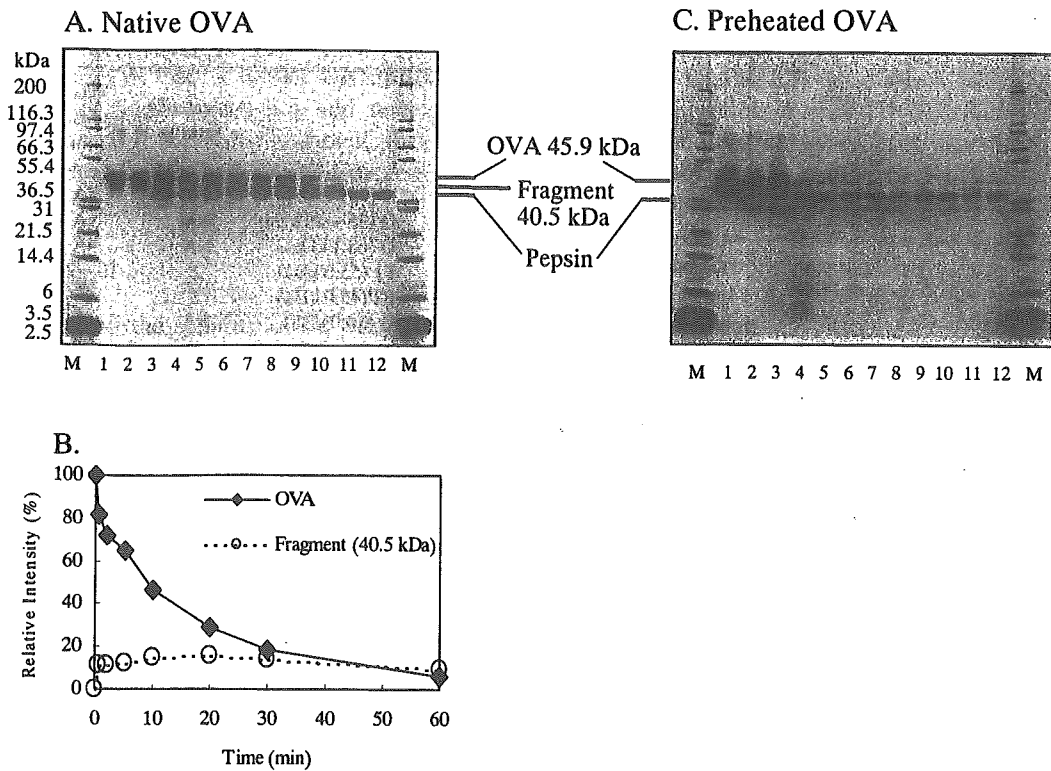 A. Native OVA
kDa
200
116.3
97.4
66.3
55.4
36.5
31
21.5
14.4
6
3.5
2.5
M 1 2 3 4 5 6 7 8 9 10 11 12 M
OVA 45.9 kDa
Fragment
40.5 kDa
Pepsin
C. Preheated OVA
M 1 2 3 4 5 6 7 8 9 10 11 12 M
B.
Relative Intensity (%)
100
80
60
40
20
0
OVA
Fragment (40.5 kDa)
0 10 20 30 40 50 60
Time (min)